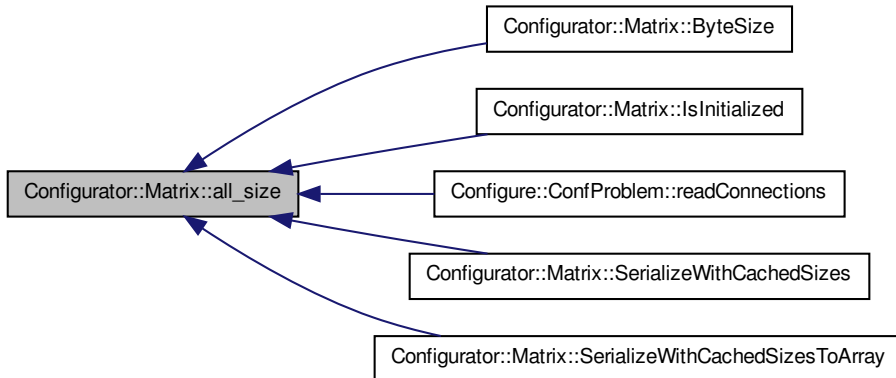 Configurator::Matrix::ByteSize
Configurator::Matrix::IsInitialized
Configurator::Matrix::all_size
Configure::ConfProblem::readConnections
Configurator::Matrix::SerializeWithCachedSizes
Configurator::Matrix::SerializeWithCachedSizesToArray